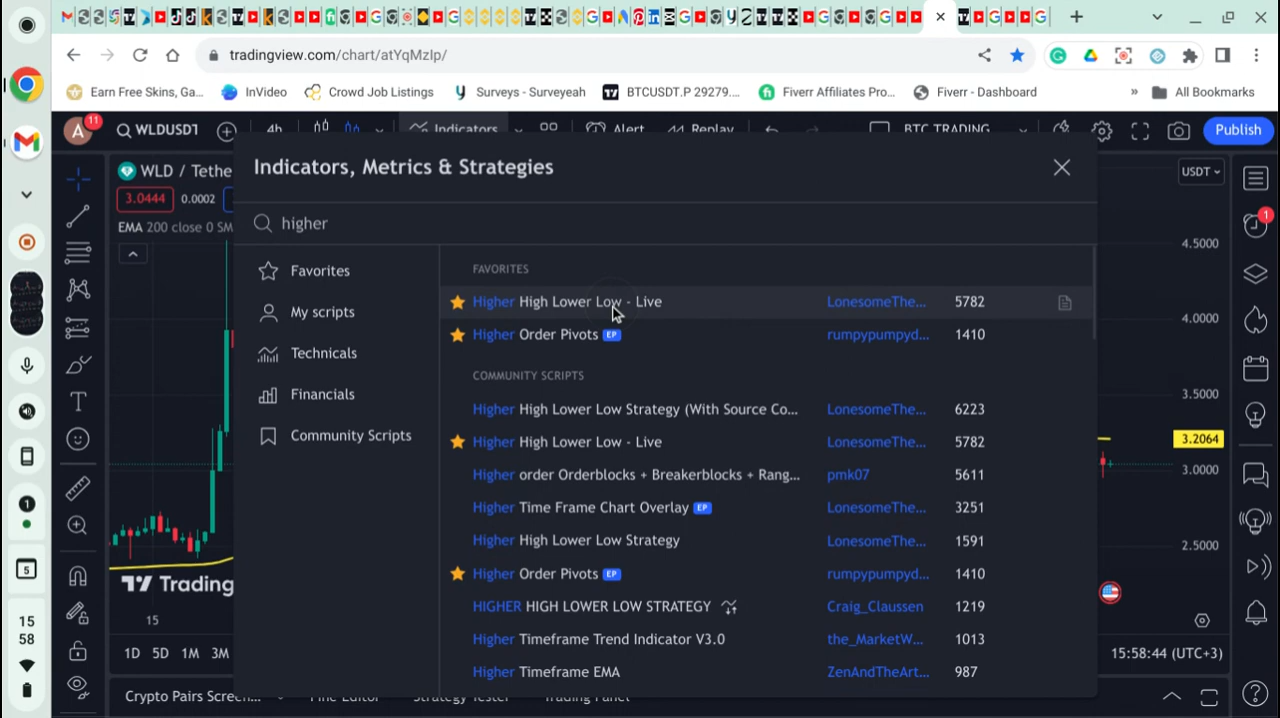 tradingview.com/chart/atYqMzIp/
Earn Free Skins, Ga... InVideo Crowd Job Listings Surveys - Surveyeah BTCUSDT.P 29279.... Fiverr Affiliates Pro... Fiverr - Dashboard » All Bookmarks
A 11 WLDUSDT 4h Indicators Alert Replay BTC TRADING Publish
Indicators, Metrics & Strategies
WLD / Tethe
USDT
3.0444 0.0002
EMA 200 close 0 SM
higher
4.5000
Favorites
FAVORITES
My scripts
Higher High Lower Low - Live LonesomeThe... 5782
4.0000
Higher Order Pivots EP rumpypumpyd... 1410
Technicals
COMMUNITY SCRIPTS
Financials
3.5000
Higher High Lower Low Strategy (With Source Co... LonesomeThe... 6223
Community Scripts
Higher High Lower Low - Live LonesomeThe... 5782
3.2064
Higher order Orderblocks + Breakerblocks + Rang... pmk07 5611
3.0000
Higher Time Frame Chart Overlay EP LonesomeThe... 3251
Higher High Lower Low Strategy LonesomeThe... 1591
2.5000
Higher Order Pivots EP rumpypumpyd... 1410
Trading
HIGHER HIGH LOWER LOW STRATEGY Craig_Claussen 1219
15
Higher Timeframe Trend Indicator V3.0 the_MarketW... 1013
1D 5D 1M 3M
15:58:44 (UTC+3)
Higher Timeframe EMA ZenAndTheArt... 987
Crypto Pairs Screen... Pine Editor Strategy Tester Trading Panel
1
5
15
58
1